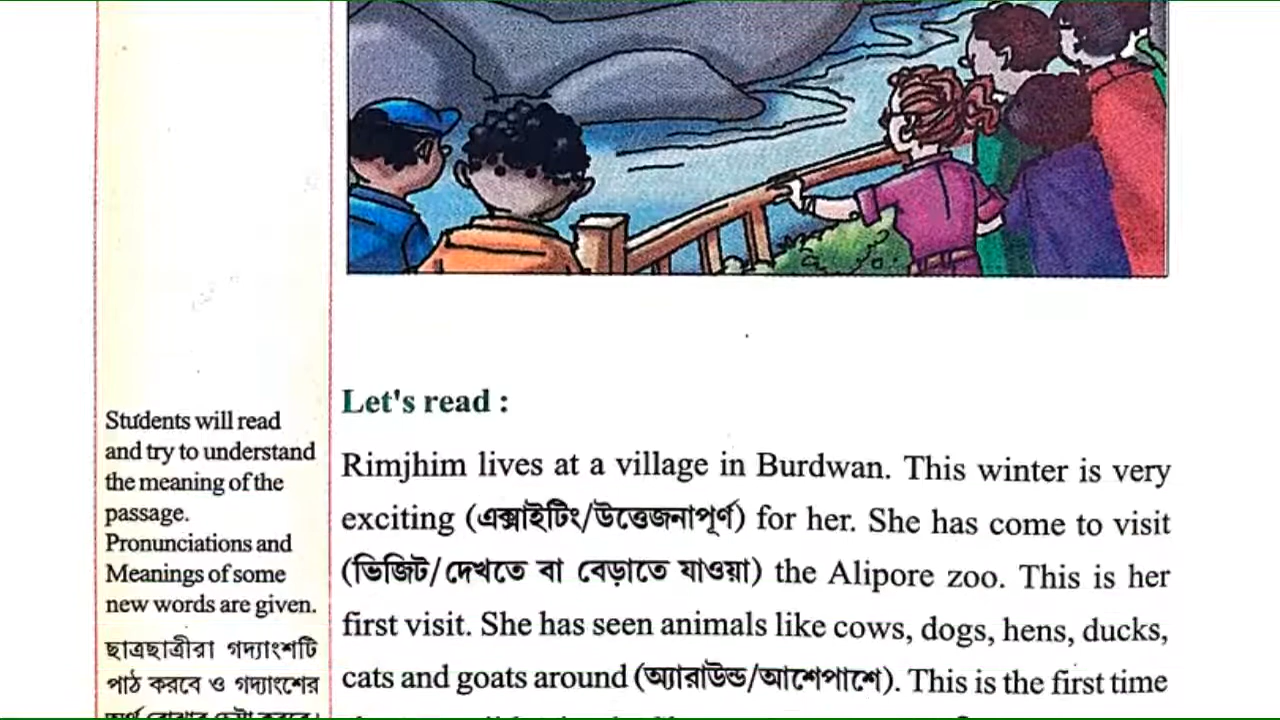 Let's read :
Rimjhim lives at a village in Burdwan. This winter is very
exciting (এক্সাইটিং/উত্তেজনাপূর্ণ) for her. She has come to visit
(ভিজিট/দেখতে বা বেড়াতে যাওয়া) the Alipore zoo. This is her
first visit. She has seen animals like cows, dogs, hens, ducks,
cats and goats around (অ্যারাউন্ড/আশেপাশে). This is the first time
Students will read
and try to understand
the meaning of the
passage.
Pronunciations and
Meanings of some
new words are given.
ছাত্রছাত্রীরা গদ্যাংশটি
পাঠ করবে ও গদ্যাংশের